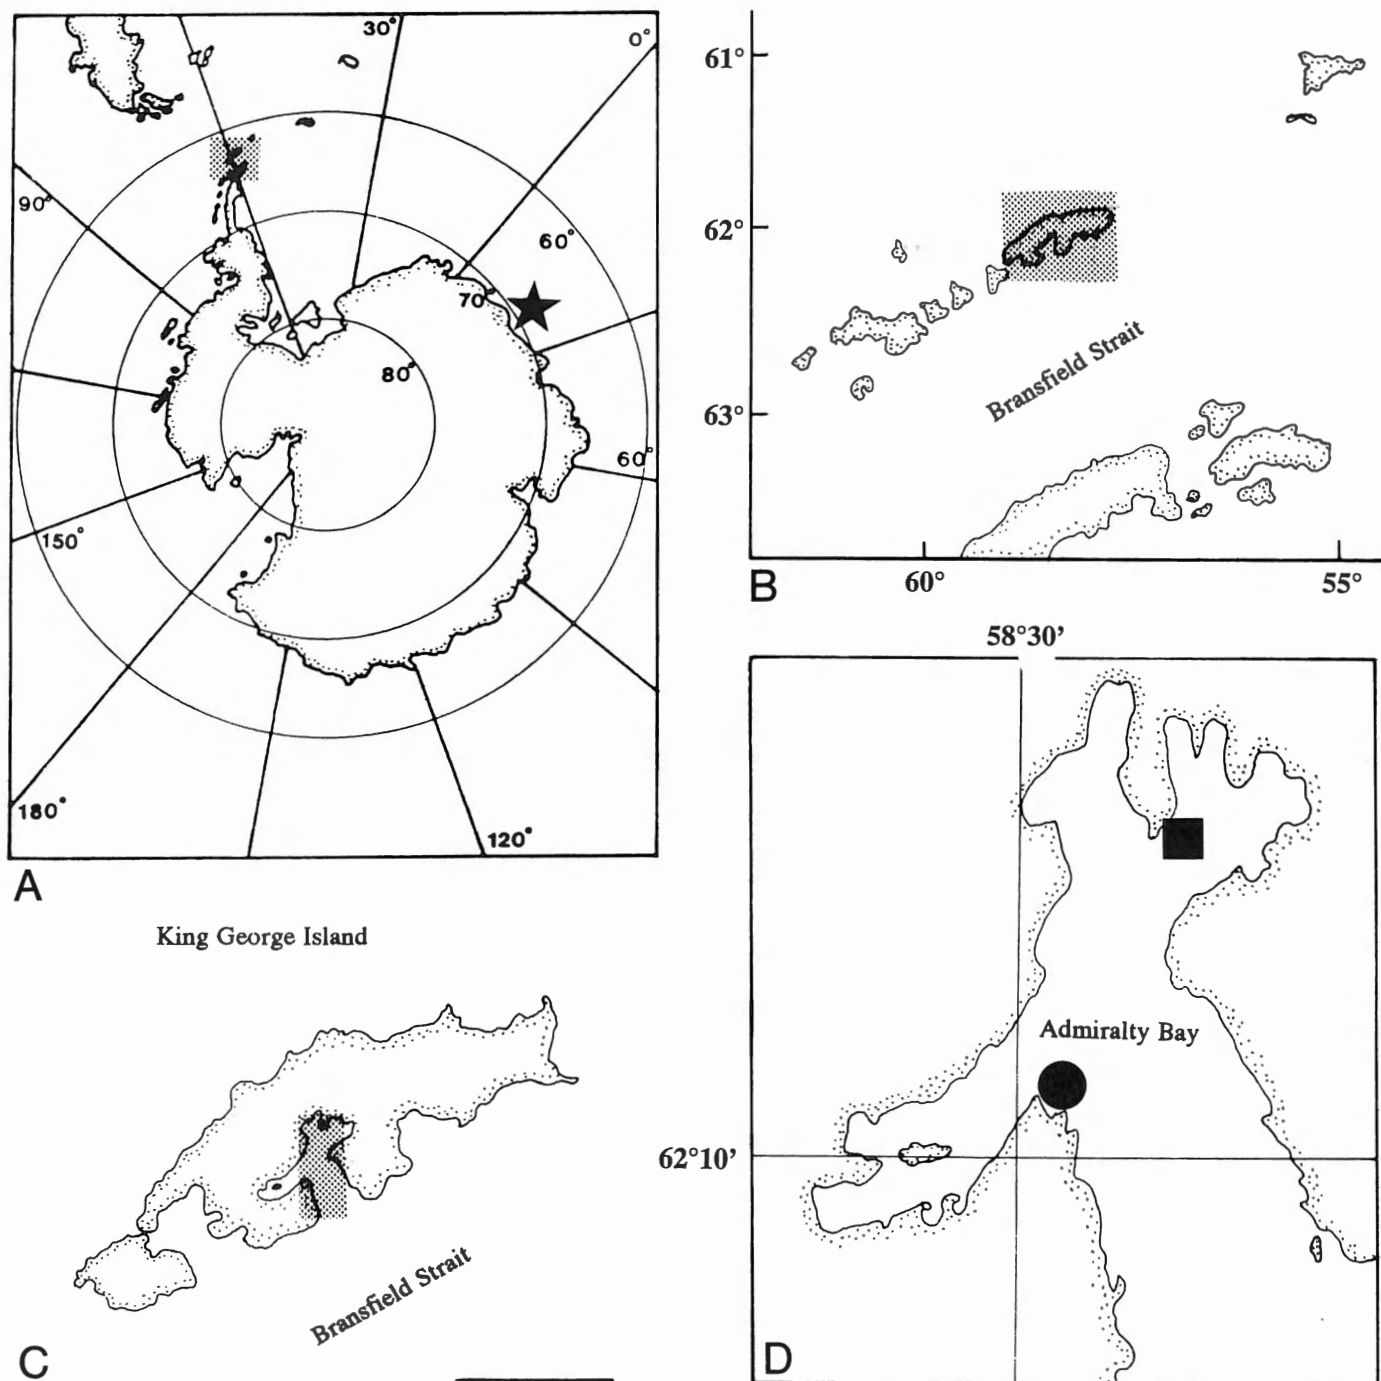 30°
0°
90°
60°
70°
80°
60°
150°
180°
120°
A
61°
62°
Bransfield Strait
63°
B
60°
55°
King George Island
Bransfield Strait
C
58°30’
Admiralty Bay
62°10’
D